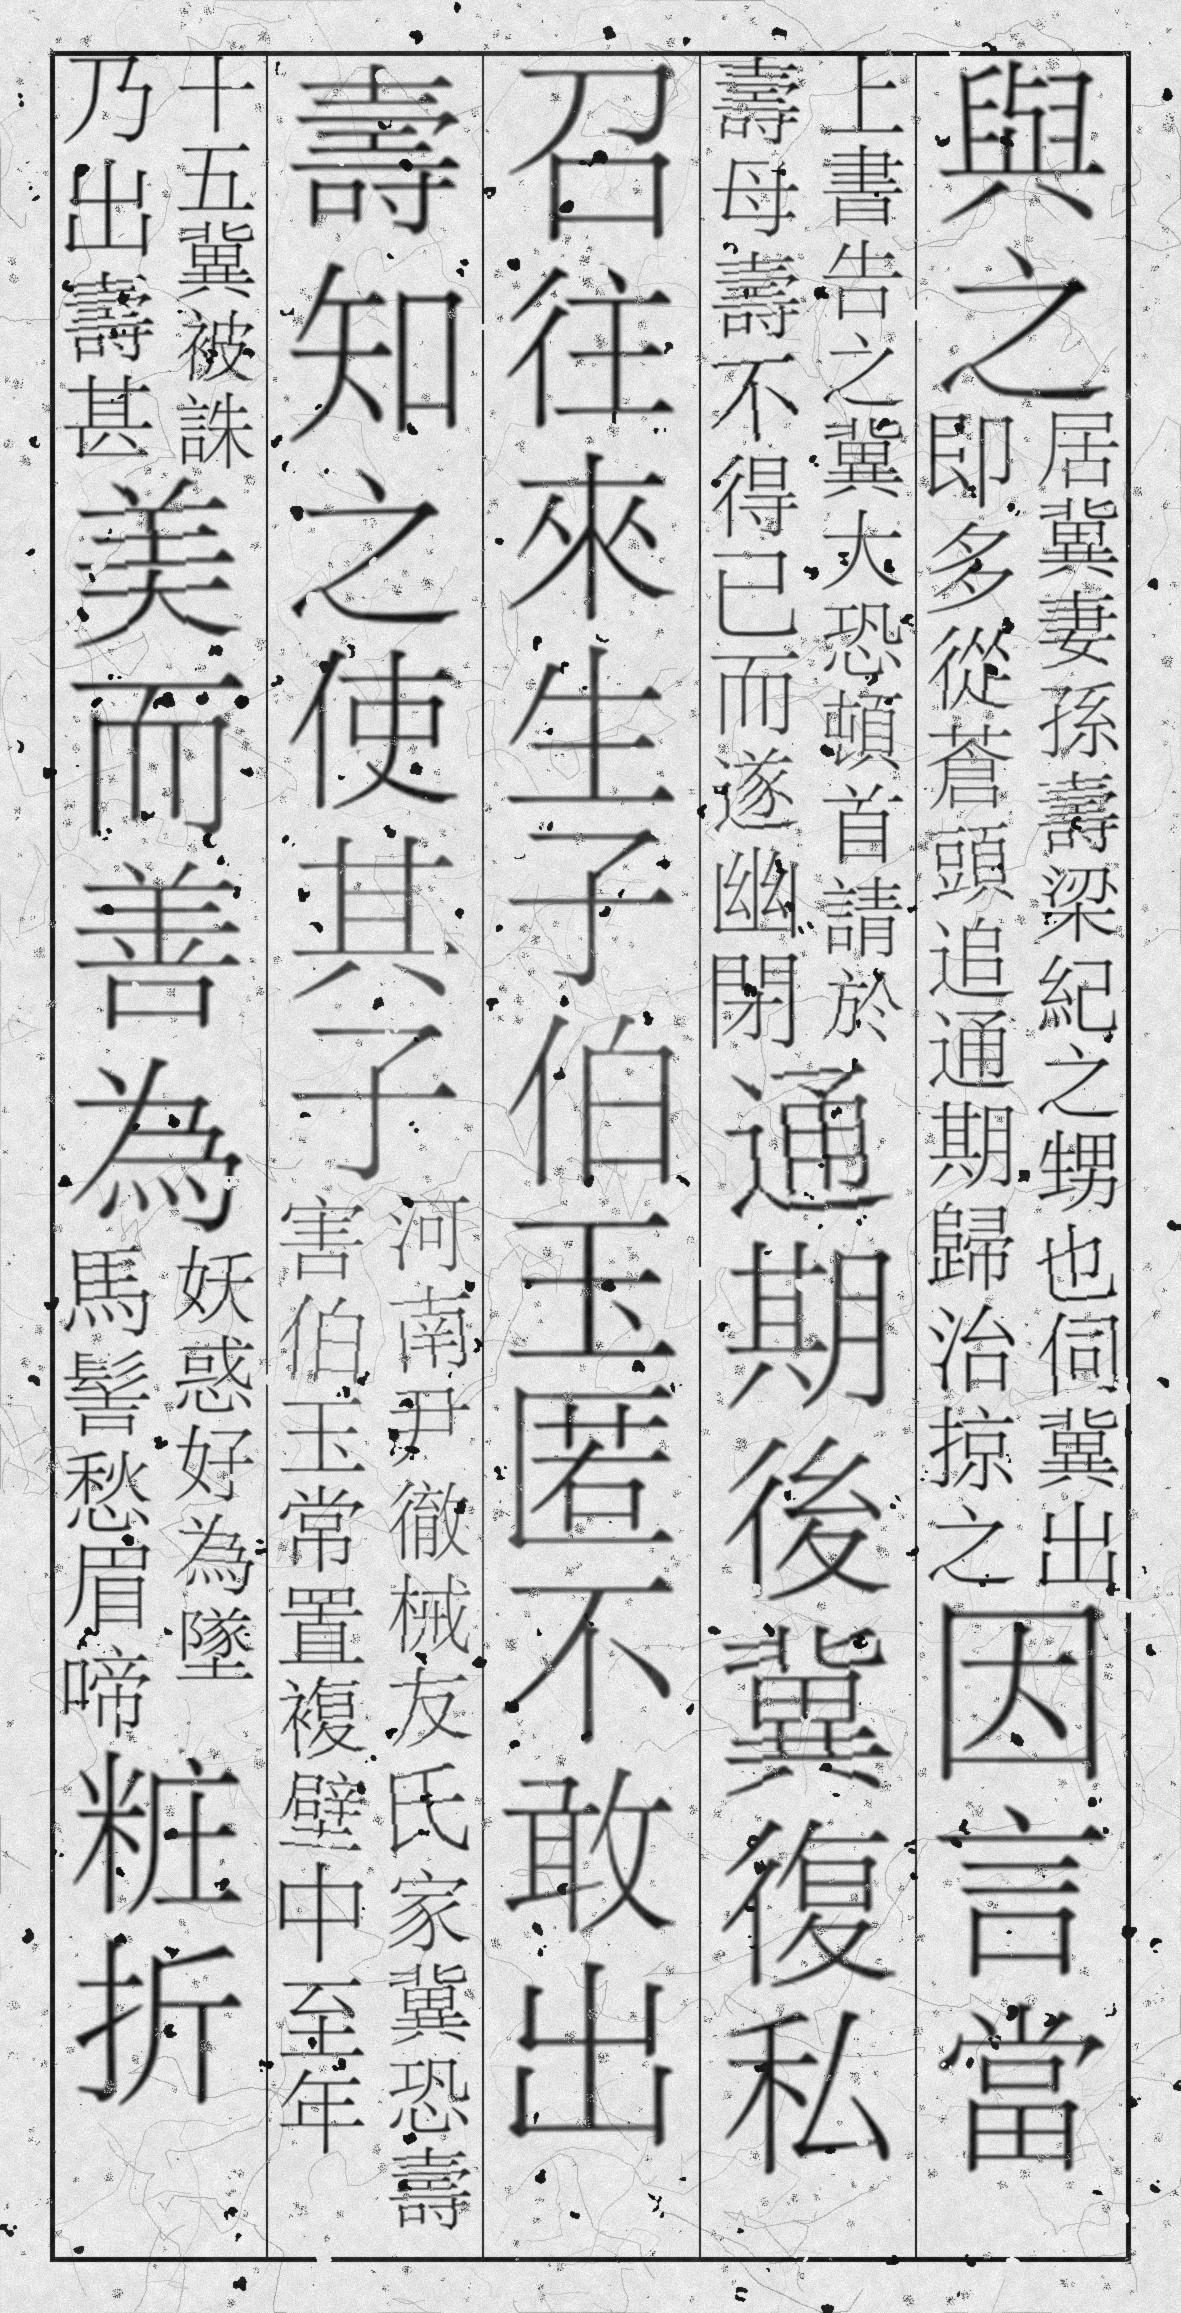 與之居冀妻孫壽梁紀之甥也伺冀出即多從蒼頭追通期歸治掠之因言當
上書告之冀大恐頓首請於壽母壽不得已而遂幽閉通期後冀復私
召往來生子伯玉匿不敢出
壽知之使其子河南尹徹械友氏家冀恐壽害伯玉常置複壁中至年
十五冀被誅乃出壽甚美而善為妖惑好為墜馬髻愁眉啼粧折